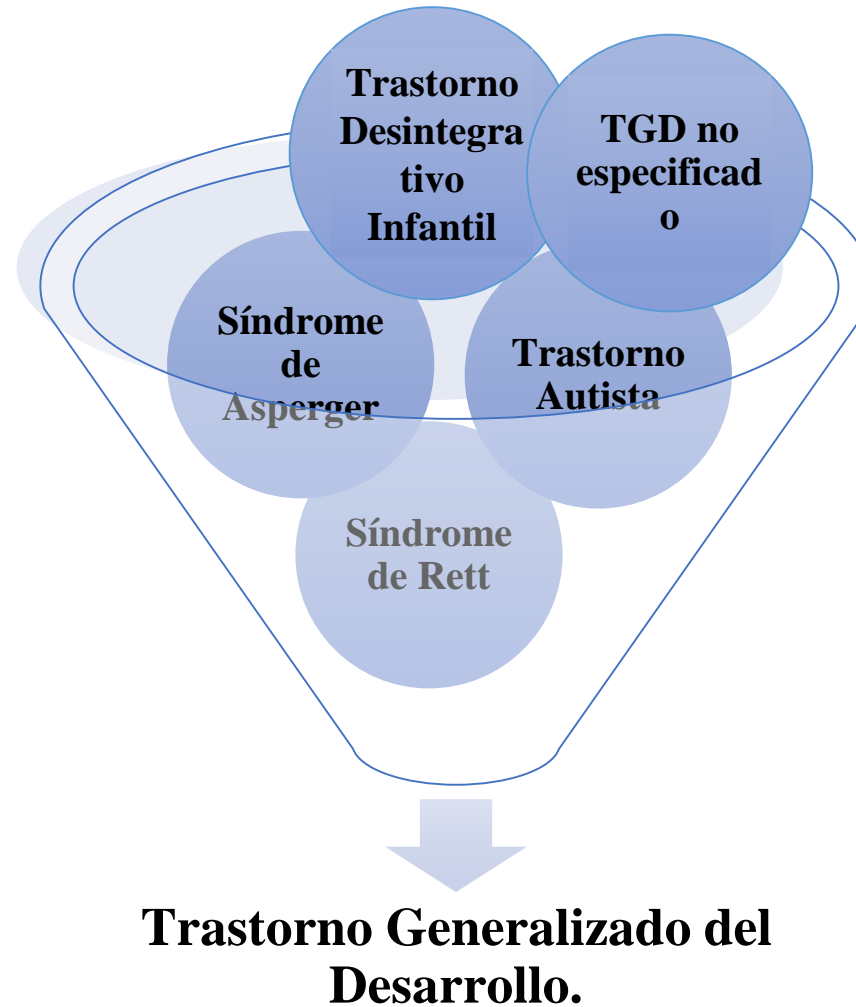 Trastorno
Desintegra
tivo
Infantil
TGD no
especificad
o
Síndrome
de
Asperger
Trastorno
Autista
Síndrome
de Rett
Trastorno Generalizado del
Desarrollo.